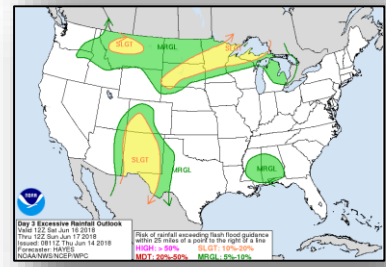 SLGT
MRGL
SLGT
SLGT
MRGL
MRGL
NOAA
Day 3 Excessive Rainfall Outlook
Valid 12Z Sat Jun 16 2018
Thru 12Z Sun Jun 17 2018
Issued: 0811Z Thu Jun 14 2018
Forecaster: HAYES
NOAA/NWS/NCEP/WPC
Risk of rainfall exceeding flash flood guidance
within 25 miles of a point to the right of a line
HIGH: > 50% SLGT: 10%-20%
MDT: 20%-50% MRGL: 5%-10%